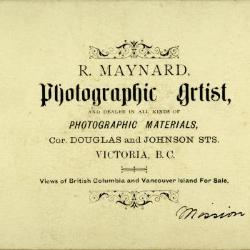 R. MAYNARD,
Photographic Artist,
AND DEALER IN ALL KINDS OF
PHOTOGRAPHIC MATERIALS,
Cor. DOUGLAS and JOHNSON STS.
VICTORIA, B.C.
Views of British Columbia and Vancouver Island For Sale.
Mission